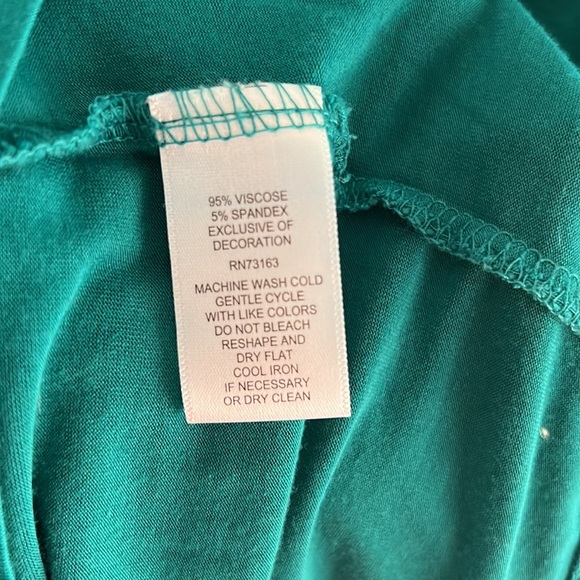 95% VISCOSE
5% SPANDEX
EXCLUSIVE OF
DECORATION
RN73163
MACHINE WASH COLD
GENTLE CYCLE
WITH LIKE COLORS
DO NOT BLEACH
RESHAPE AND
DRY FLAT
COOL IRON
IF NECESSARY
OR DRY CLEAN